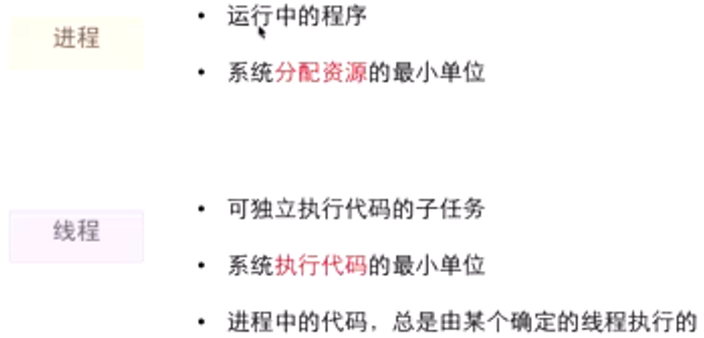 进程
• 运行中的程序
• 系统分配资源的最小单位
线程
• 可独立执行代码的子任务
• 系统执行代码的最小单位
• 进程中的代码，总是由某个确定的线程执行的